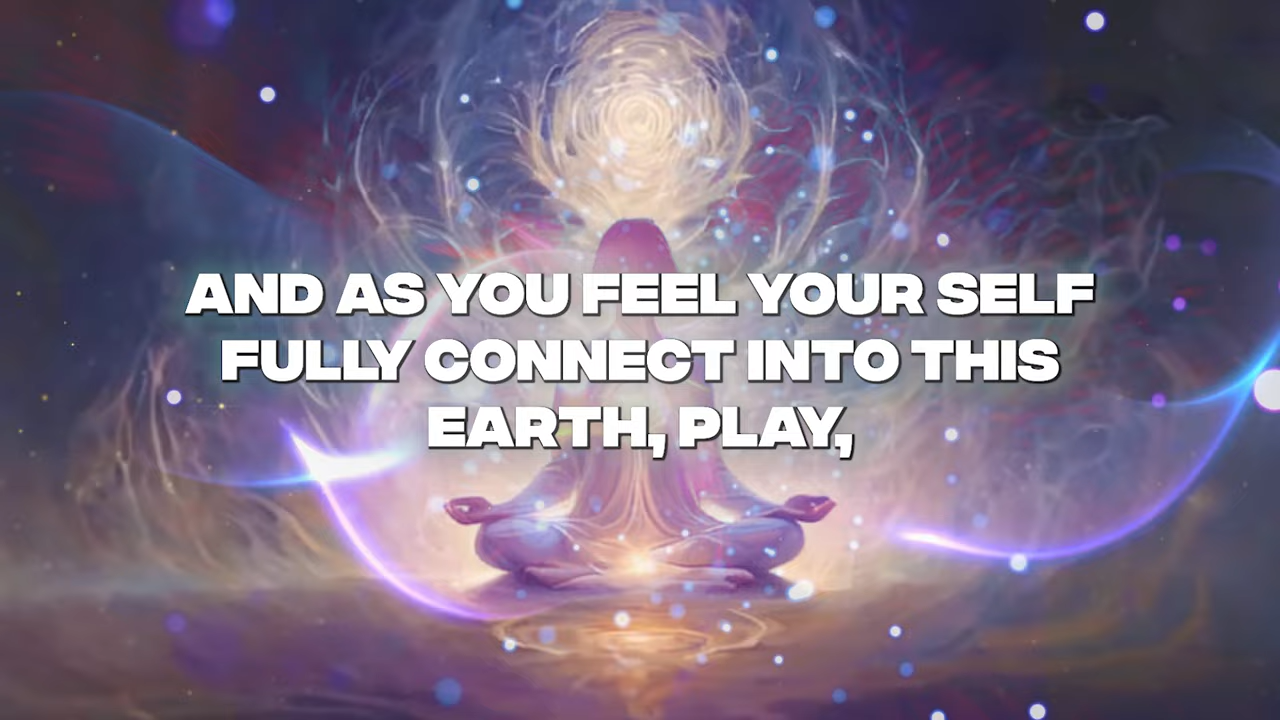 AND AS YOU FEEL YOUR SELF
FULLY CONNECT INTO THIS
EARTH, PLAY,